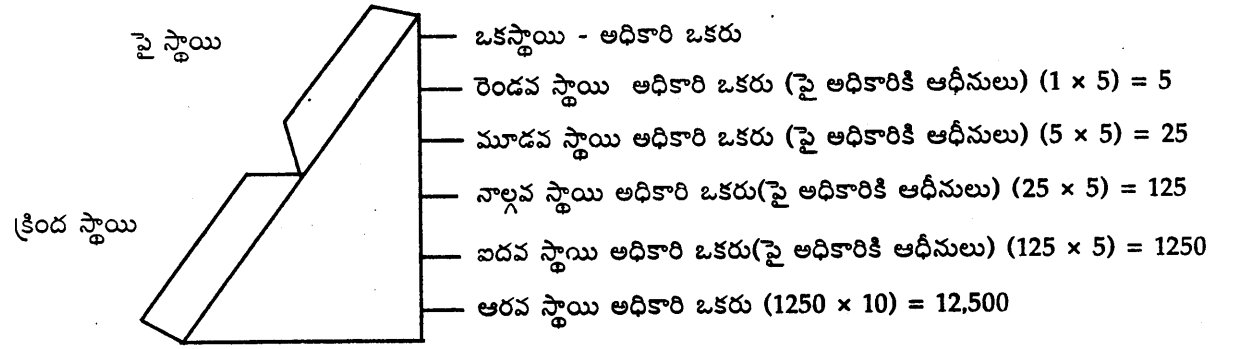 పై స్థాయి
ఒకస్థాయి - అధికారి ఒకరు
రెండవ స్థాయి అధికారి ఒకరు (పై అధికారికి ఆధీనులు) (1 × 5) = 5
మూడవ స్థాయి అధికారి ఒకరు (పై అధికారికి ఆధీనులు) (5 × 5) = 25
నాల్గవ స్థాయి అధికారి ఒకరు(పై అధికారికి ఆధీనులు) (25 × 5) = 125
క్రింద స్థాయి
ఐదవ స్థాయి అధికారి ఒకరు(పై అధికారికి ఆధీనులు) (125 × 5) = 1250
ఆరవ స్థాయి అధికారి ఒకరు (1250 × 10) = 12,500